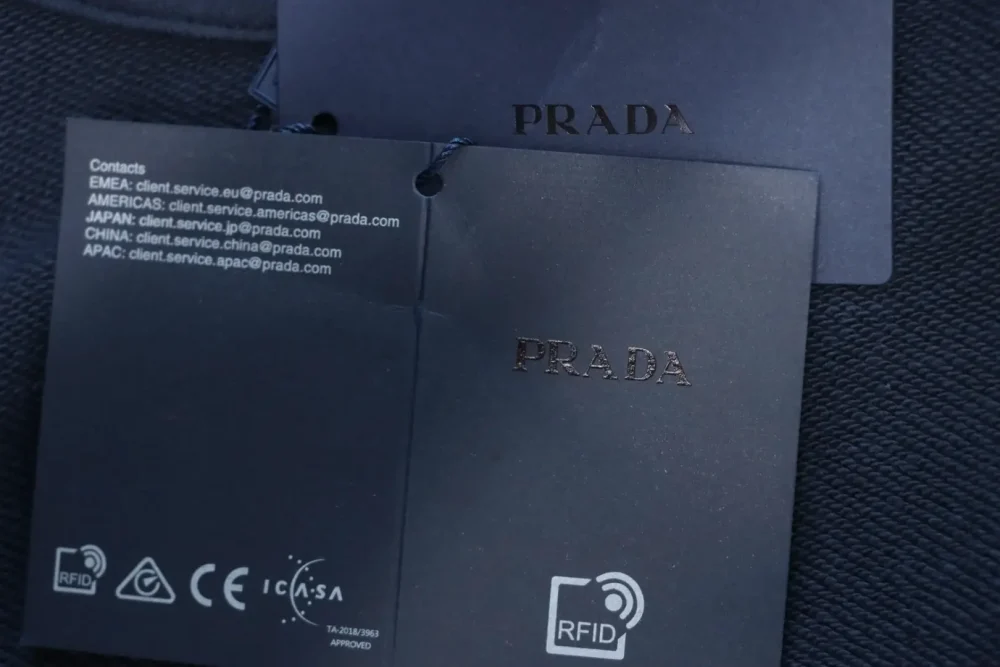 PRADA
Contacts
EMEA: client.service.eu@prada.com
AMERICAS: client.service.americas@prada.com
JAPAN: client.service.jp@prada.com
CHINA: client.service.china@prada.com
APAC: client.service.apac@prada.com
RFID
CE
ICASA
TA-2018/3963
APPROVED
PRADA
RFID